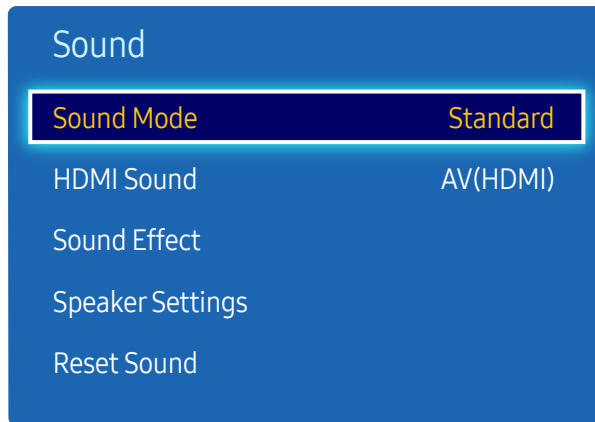 Sound
Sound Mode Standard
HDMI Sound AV(HDMI)
Sound Effect
Speaker Settings
Reset Sound